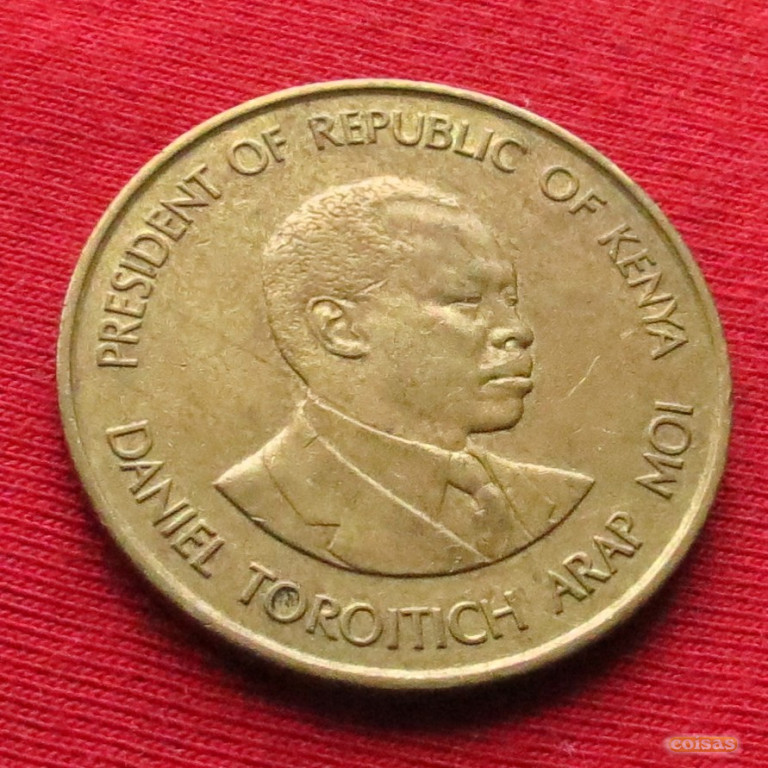 PRESIDENT OF REPUBLIC OF KENYA
DANIEL TOROITICH ARAP MOI
coisas